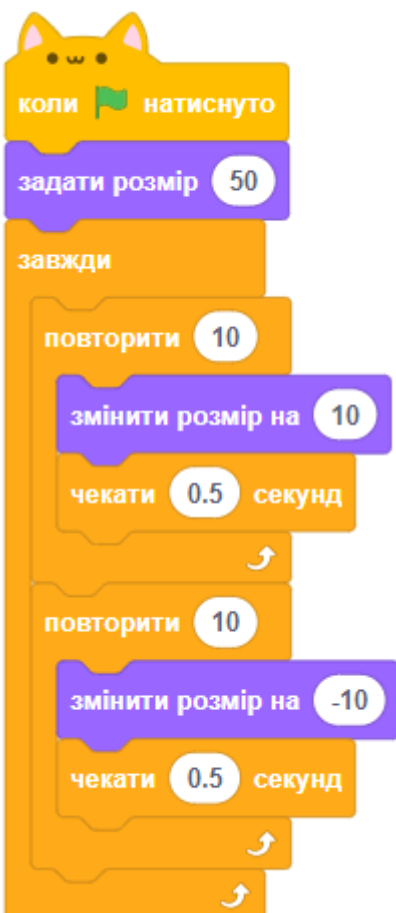 коли натиснуто
задати розмір 50
завжди
повторити 10
змінити розмір на 10
чекати 0.5 секунд
повторити 10
змінити розмір на -10
чекати 0.5 секунд